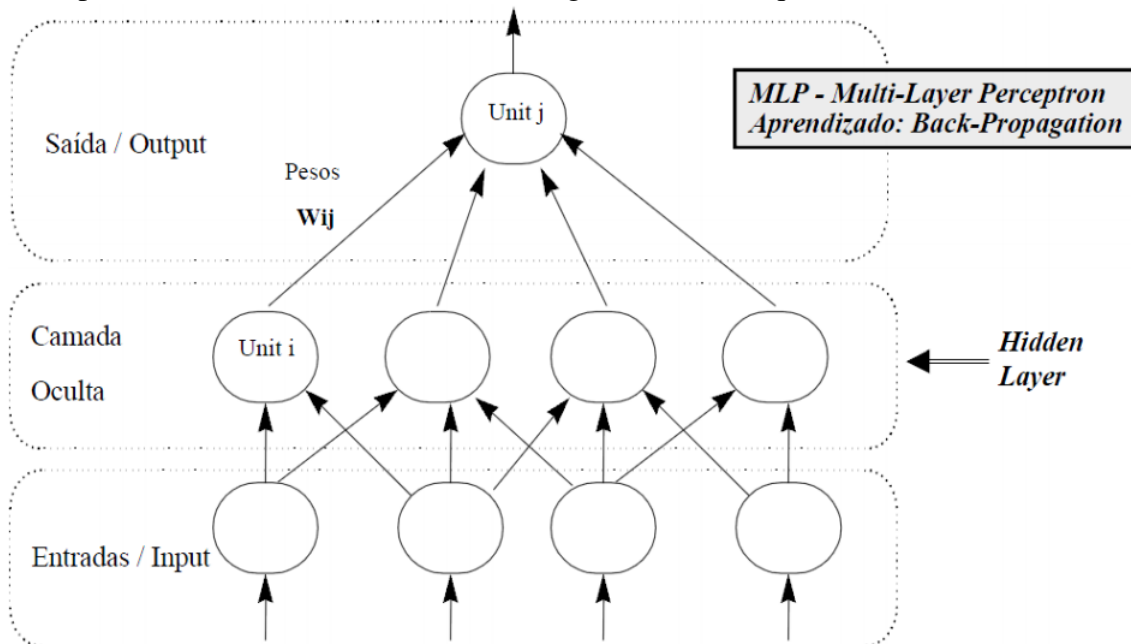 Unit j
MLP - Multi-Layer Perceptron
Aprendizado: Back-Propagation
Saída / Output
Pesos
Wij
Camada
Oculta
Unit i
Hidden
Layer
Entradas / Input